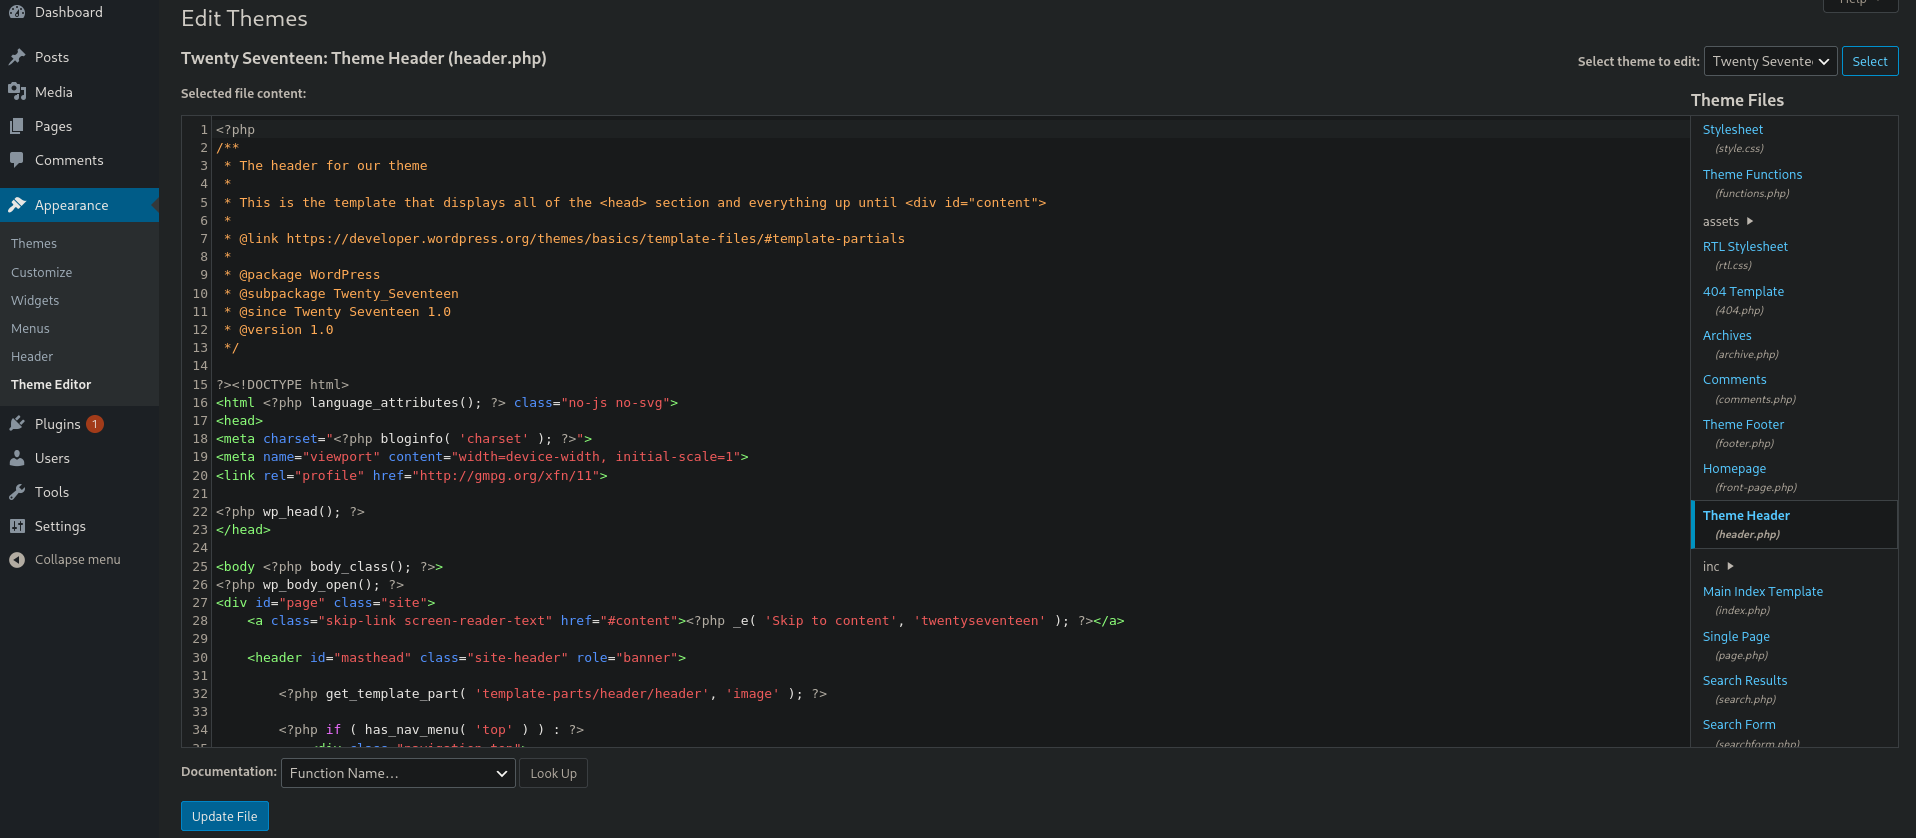 Dashboard
Posts
Media
Pages
Comments
Appearance
Themes
Customize
Widgets
Menus
Header
Theme Editor
Plugins 1
Users
Tools
Settings
Collapse menu
Help
Edit Themes
Twenty Seventeen: Theme Header (header.php)
Select theme to edit: Twenty Sevente Select
Selected file content:
1 <?php
2 /**
3  * The header for our theme
4  *
5  * This is the template that displays all of the <head> section and everything up until <div id="content">
6  *
7  * @link https://developer.wordpress.org/themes/basics/template-files/#template-partials
8  *
9  * @package WordPress
10  * @subpackage Twenty_Seventeen
11  * @since Twenty Seventeen 1.0
12  * @version 1.0
13  */
14
15 ?><!DOCTYPE html>
16 <html <?php language_attributes(); ?> class="no-js no-svg">
17 <head>
18 <meta charset="<?php bloginfo( 'charset' ); ?>">
19 <meta name="viewport" content="width=device-width, initial-scale=1">
20 <link rel="profile" href="http://gmpg.org/xfn/11">
21
22 <?php wp_head(); ?>
23 </head>
24
25 <body <?php body_class(); ?>>
26 <?php wp_body_open(); ?>
27 <div id="page" class="site">
28     <a class="skip-link screen-reader-text" href="#content"><?php _e( 'Skip to content', 'twentyseventeen' ); ?></a>
29
30     <header id="masthead" class="site-header" role="banner">
31
32         <?php get_template_part( 'template-parts/header/header', 'image' ); ?>
33
34         <?php if ( has_nav_menu( 'top' ) ) : ?>
35             <div class="navigation-top">
Theme Files
Stylesheet
(style.css)
Theme Functions
(functions.php)
assets
RTL Stylesheet
(rtl.css)
404 Template
(404.php)
Archives
(archive.php)
Comments
(comments.php)
Theme Footer
(footer.php)
Homepage
(front-page.php)
Theme Header
(header.php)
inc
Main Index Template
(index.php)
Single Page
(page.php)
Search Results
(search.php)
Search Form
(searchform.php)
Documentation: Function Name... Look Up
Update File